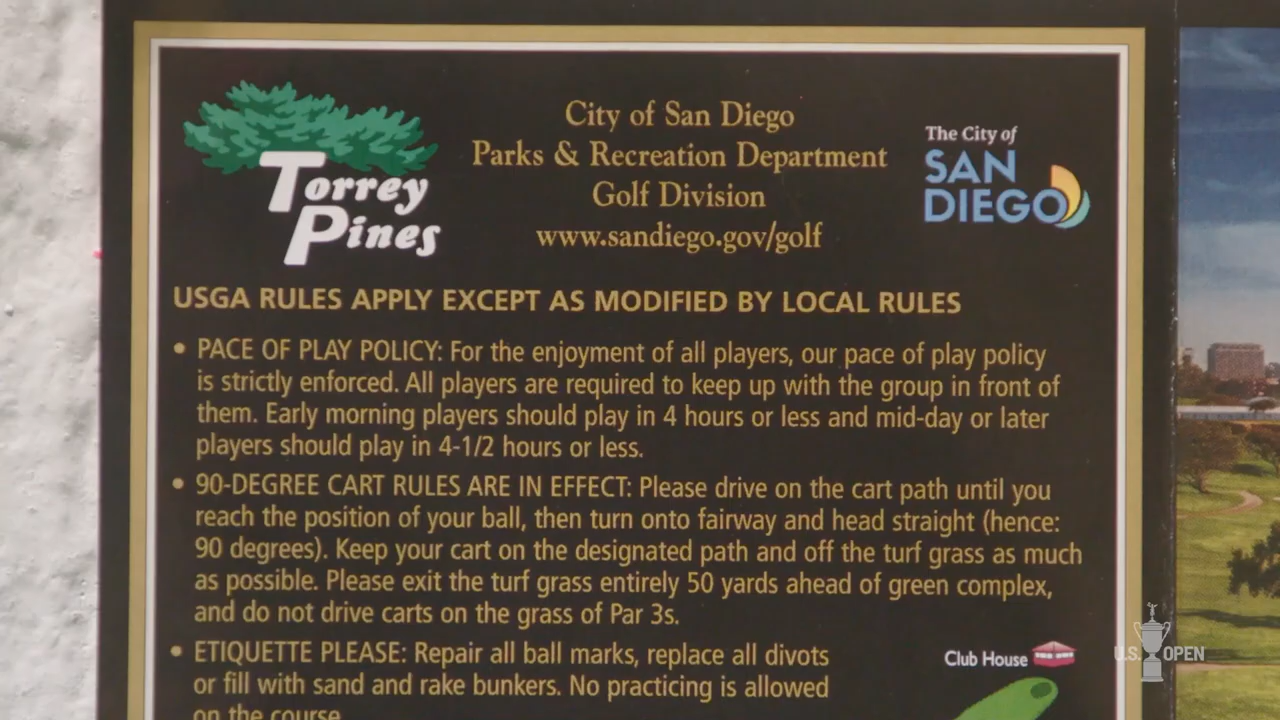 Torrey
Pines
City of San Diego
Parks & Recreation Department
Golf Division
www.sandiego.gov/golf
The City of
SAN
DIEGO
USGA RULES APPLY EXCEPT AS MODIFIED BY LOCAL RULES
• PACE OF PLAY POLICY: For the enjoyment of all players, our pace of play policy
is strictly enforced. All players are required to keep up with the group in front of
them. Early morning players should play in 4 hours or less and mid-day or later
players should play in 4-1/2 hours or less.
• 90-DEGREE CART RULES ARE IN EFFECT: Please drive on the cart path until you
reach the position of your ball, then turn onto fairway and head straight (hence:
90 degrees). Keep your cart on the designated path and off the turf grass as much
as possible. Please exit the turf grass entirely 50 yards ahead of green complex,
and do not drive carts on the grass of Par 3s.
• ETIQUETTE PLEASE: Repair all ball marks, replace all divots
or fill with sand and rake bunkers. No practicing is allowed
on the course.
Club House
U.S. OPEN